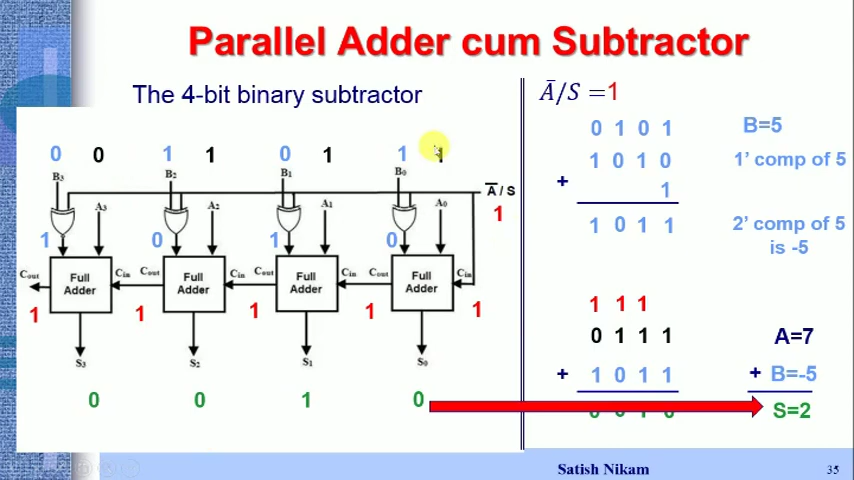 Parallel Adder cum Subtractor
The 4-bit binary subtractor
0 0 1 1 0 1 1 1
B3 B2 B1 B0
A̅ / S
1
A3 A2 A1 A0
1 0 1 0
Cout Full Adder Cin Cout Full Adder Cin Cout Full Adder Cin Cout Full Adder Cin
1 1 1 1 1
S3 S2 S1 S0
0 0 1 0
A̅/S =1
0 1 0 1 B=5
1 0 1 0 1' comp of 5
+ 1
1 0 1 1 2' comp of 5
is -5
1 1 1
0 1 1 1 A=7
+ 1 0 1 1 + B=-5
0 0 1 0 S=2
Satish Nikam
35